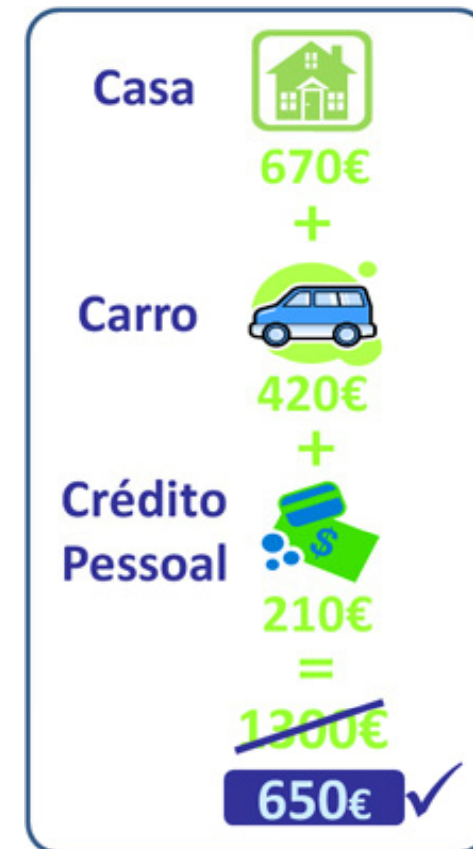 Casa
670€
+
Carro
420€
+
Crédito
Pessoal
$
210€
=
1300€
650€